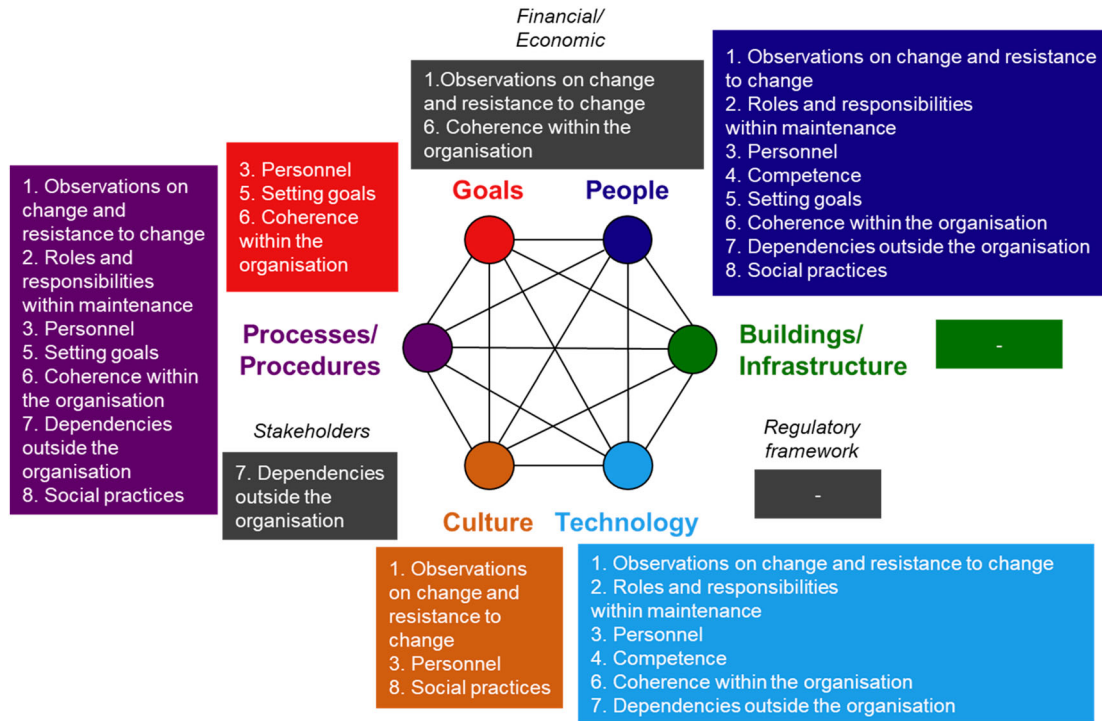 Financial/
Economic
1.Observations on change
and resistance to change
6. Coherence within the
organisation
1. Observations on change and resistance
to change
2. Roles and responsibilities
within maintenance
3. Personnel
4. Competence
5. Setting goals
6. Coherence within the organisation
7. Dependencies outside the organisation
8. Social practices
3. Personnel
5. Setting goals
6. Coherence
within the
organisation
Goals
People
1. Observations on
change and
resistance to change
2. Roles and
responsibilities
within maintenance
3. Personnel
5. Setting goals
6. Coherence within
the organisation
7. Dependencies
outside the
organisation
8. Social practices
Processes/
Procedures
Buildings/
Infrastructure
-
Stakeholders
7. Dependencies
outside the
organisation
Regulatory
framework
-
Culture
Technology
1. Observations
on change and
resistance to
change
3. Personnel
8. Social practices
1. Observations on change and resistance to change
2. Roles and responsibilities
within maintenance
3. Personnel
4. Competence
6. Coherence within the organisation
7. Dependencies outside the organisation